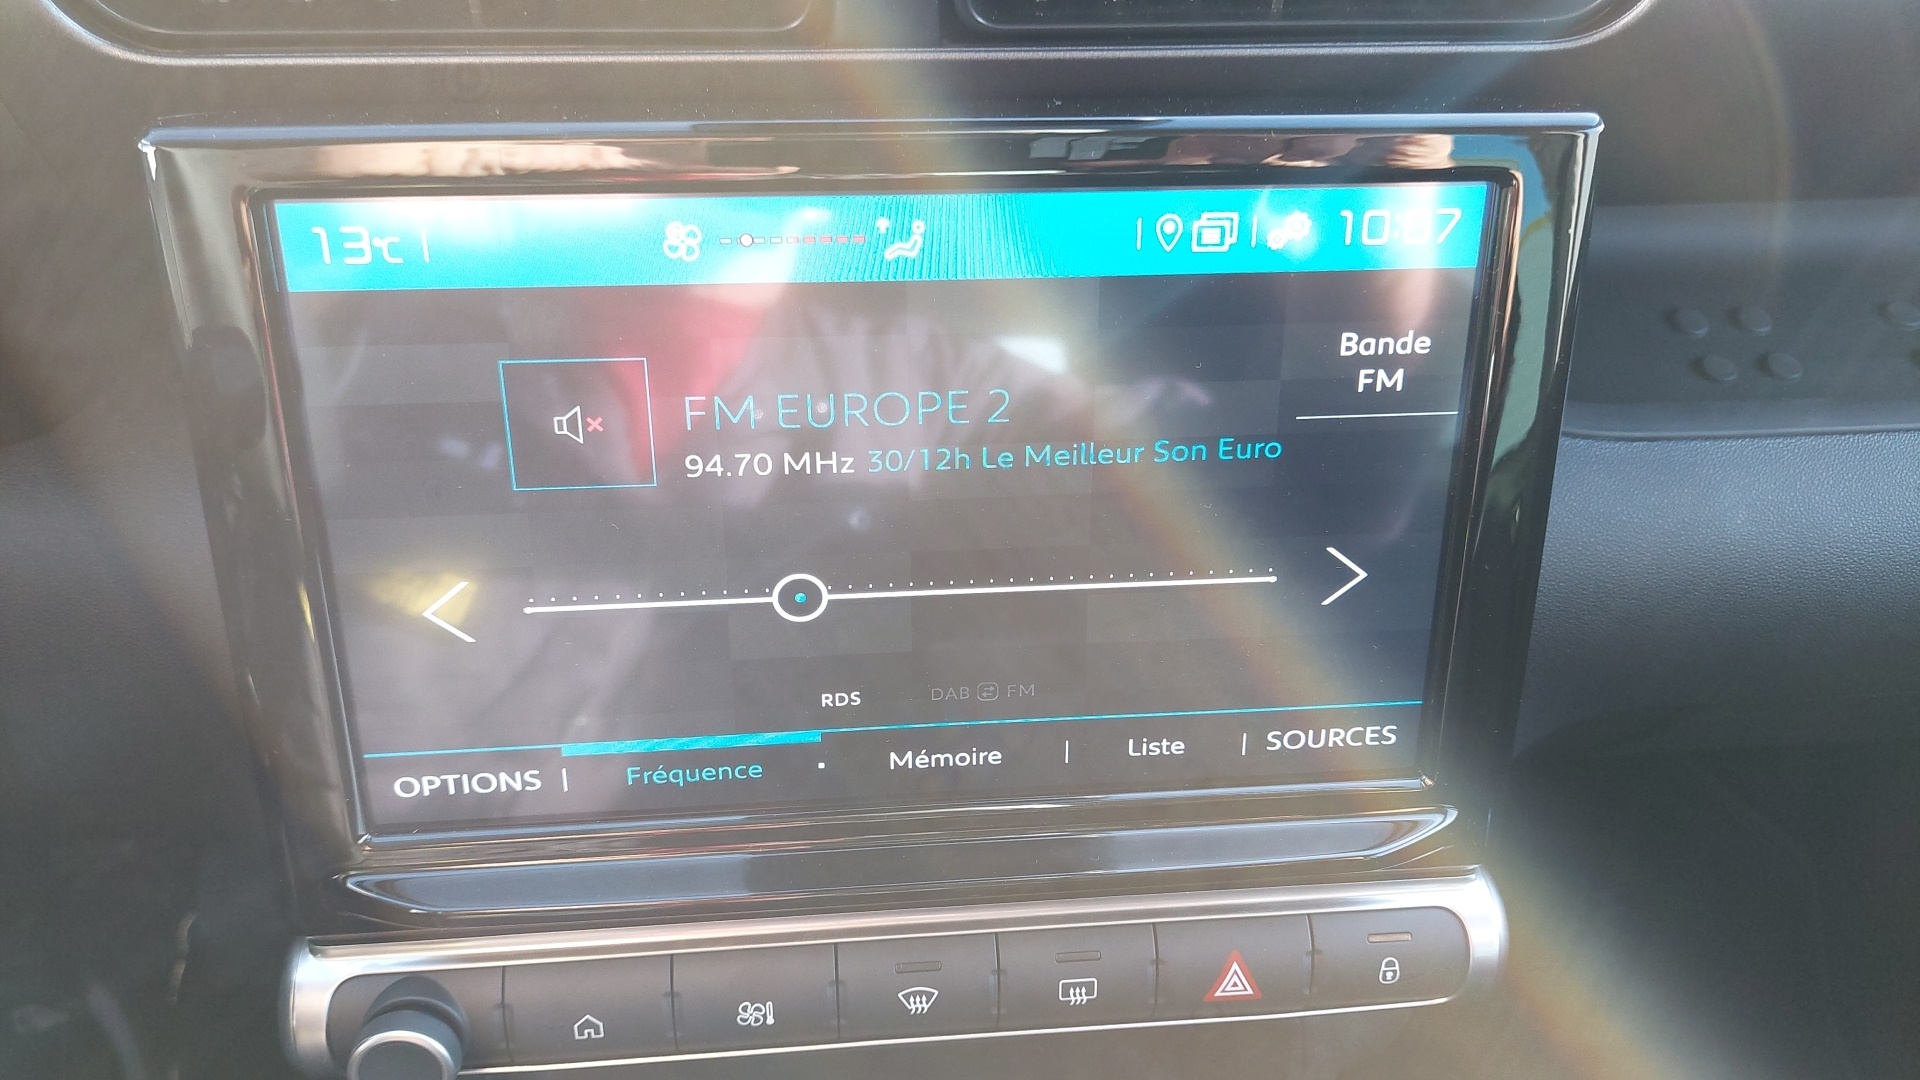 13°C
10:07
Bande
FM
FM EUROPE 2
94.70 MHz 30/12h Le Meilleur Son Euro
RDS DAB FM
OPTIONS | Fréquence Mémoire | Liste | SOURCES